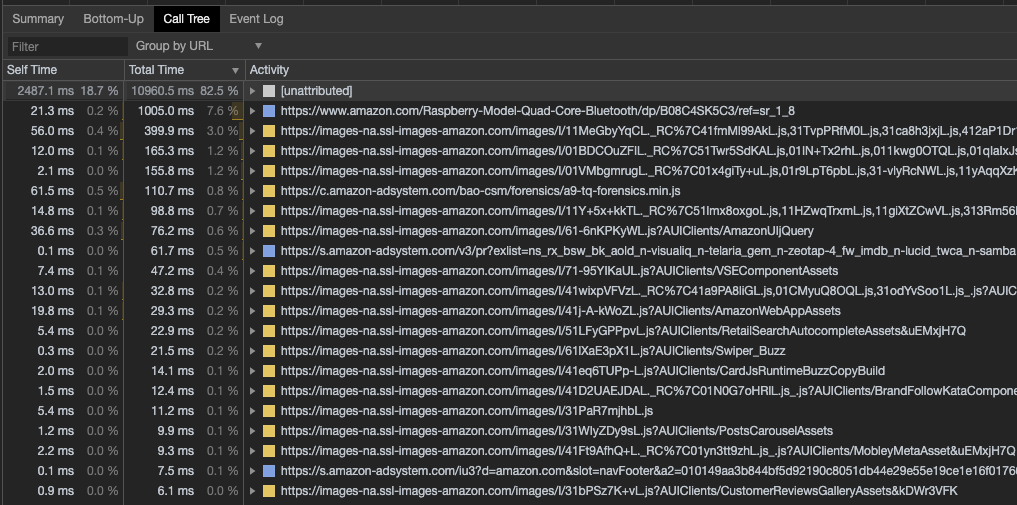 Summary Bottom-Up Call Tree Event Log
Filter Group by URL ▼
Self Time Total Time ▼ Activity
2487.1 ms 18.7 % 10960.5 ms 82.5 % [unattributed]
21.3 ms 0.2 % 1005.0 ms 7.6 % https://www.amazon.com/Raspberry-Model-Quad-Core-Bluetooth/dp/B08C4SK5C3/ref=sr_1_8
56.0 ms 0.4 % 399.9 ms 3.0 % https://images-na.ssl-images-amazon.com/images/I/11MeGbyYqCL._RC%7C41fmMl99AkL.js,31TvpPRfM0L.js,31ca8h3jxjL.js,412aP1Dr
12.0 ms 0.1 % 165.3 ms 1.2 % https://images-na.ssl-images-amazon.com/images/I/01BDCOuZFIL._RC%7C51Twr5SdKAL.js,01lN+Tx2rhL.js,011kwg0OTQL.js,01qlalxJs
2.1 ms 0.0 % 155.8 ms 1.2 % https://images-na.ssl-images-amazon.com/images/I/01VMbgmrugL._RC%7C01x4giTy+uL.js,01r9LpT6pbL.js,31-vlyRcNWL.js,11yAqqXzK
61.5 ms 0.5 % 110.7 ms 0.8 % https://c.amazon-adsystem.com/bao-csm/forensics/a9-tq-forensics.min.js
14.8 ms 0.1 % 98.8 ms 0.7 % https://images-na.ssl-images-amazon.com/images/I/11Y+5x+kkTL._RC%7C51lmx8oxgoL.js,11HZwqTrxmL.js,11giXtZCwVL.js,313Rm56l
36.6 ms 0.3 % 76.2 ms 0.6 % https://images-na.ssl-images-amazon.com/images/I/61-6nKPKyWL.js?AUIClients/AmazonUIjQuery
0.1 ms 0.0 % 61.7 ms 0.5 % https://s.amazon-adsystem.com/v3/pr?exlist=ns_rx_bsw_bk_aold_n-visualiq_n-telaria_gem_n-zeotap-4_fw_imdb_n-lucid_twca_n-samba
7.4 ms 0.1 % 47.2 ms 0.4 % https://images-na.ssl-images-amazon.com/images/I/71-95YIKaUL.js?AUIClients/VSEComponentAssets
13.0 ms 0.1 % 32.8 ms 0.2 % https://images-na.ssl-images-amazon.com/images/I/41wixpVFVzL._RC%7C41a9PA8liGL.js,01CMyuQ8OQL.js,31odYvSoo1L.js_.js?AUIC
19.8 ms 0.1 % 29.3 ms 0.2 % https://images-na.ssl-images-amazon.com/images/I/41j-A-kWoZL.js?AUIClients/AmazonWebAppAssets
5.4 ms 0.0 % 22.9 ms 0.2 % https://images-na.ssl-images-amazon.com/images/I/51LFyGPPpvL.js?AUIClients/RetailSearchAutocompleteAssets&uEMxjH7Q
0.3 ms 0.0 % 21.5 ms 0.2 % https://images-na.ssl-images-amazon.com/images/I/61lXaE3pX1L.js?AUIClients/Swiper_Buzz
2.0 ms 0.0 % 14.1 ms 0.1 % https://images-na.ssl-images-amazon.com/images/I/41eq6TUPp-L.js?AUIClients/CardJsRuntimeBuzzCopyBuild
1.5 ms 0.0 % 12.4 ms 0.1 % https://images-na.ssl-images-amazon.com/images/I/41D2UAEJDAL._RC%7C01N0G7oHRlL.js_.js?AUIClients/BrandFollowKataCompone
5.4 ms 0.0 % 11.2 ms 0.1 % https://images-na.ssl-images-amazon.com/images/I/31PaR7mjhbL.js
1.2 ms 0.0 % 9.9 ms 0.1 % https://images-na.ssl-images-amazon.com/images/I/31WIyZDy9sL.js?AUIClients/PostsCarouselAssets
2.2 ms 0.0 % 9.3 ms 0.1 % https://images-na.ssl-images-amazon.com/images/I/41Ft9AfhQ+L._RC%7C01yn3tt9zhL.js_.js?AUIClients/MobleyMetaAsset&uEMxjH7Q
0.1 ms 0.0 % 7.5 ms 0.1 % https://s.amazon-adsystem.com/iu3?d=amazon.com&slot=navFooter&a2=010149aa3b844bf5d92190c8051db44e29e55e19ce1e16f01760
0.9 ms 0.0 % 6.1 ms 0.0 % https://images-na.ssl-images-amazon.com/images/I/31bPSz7K+vL.js?AUIClients/CustomerReviewsGalleryAssets&kDWr3VFK